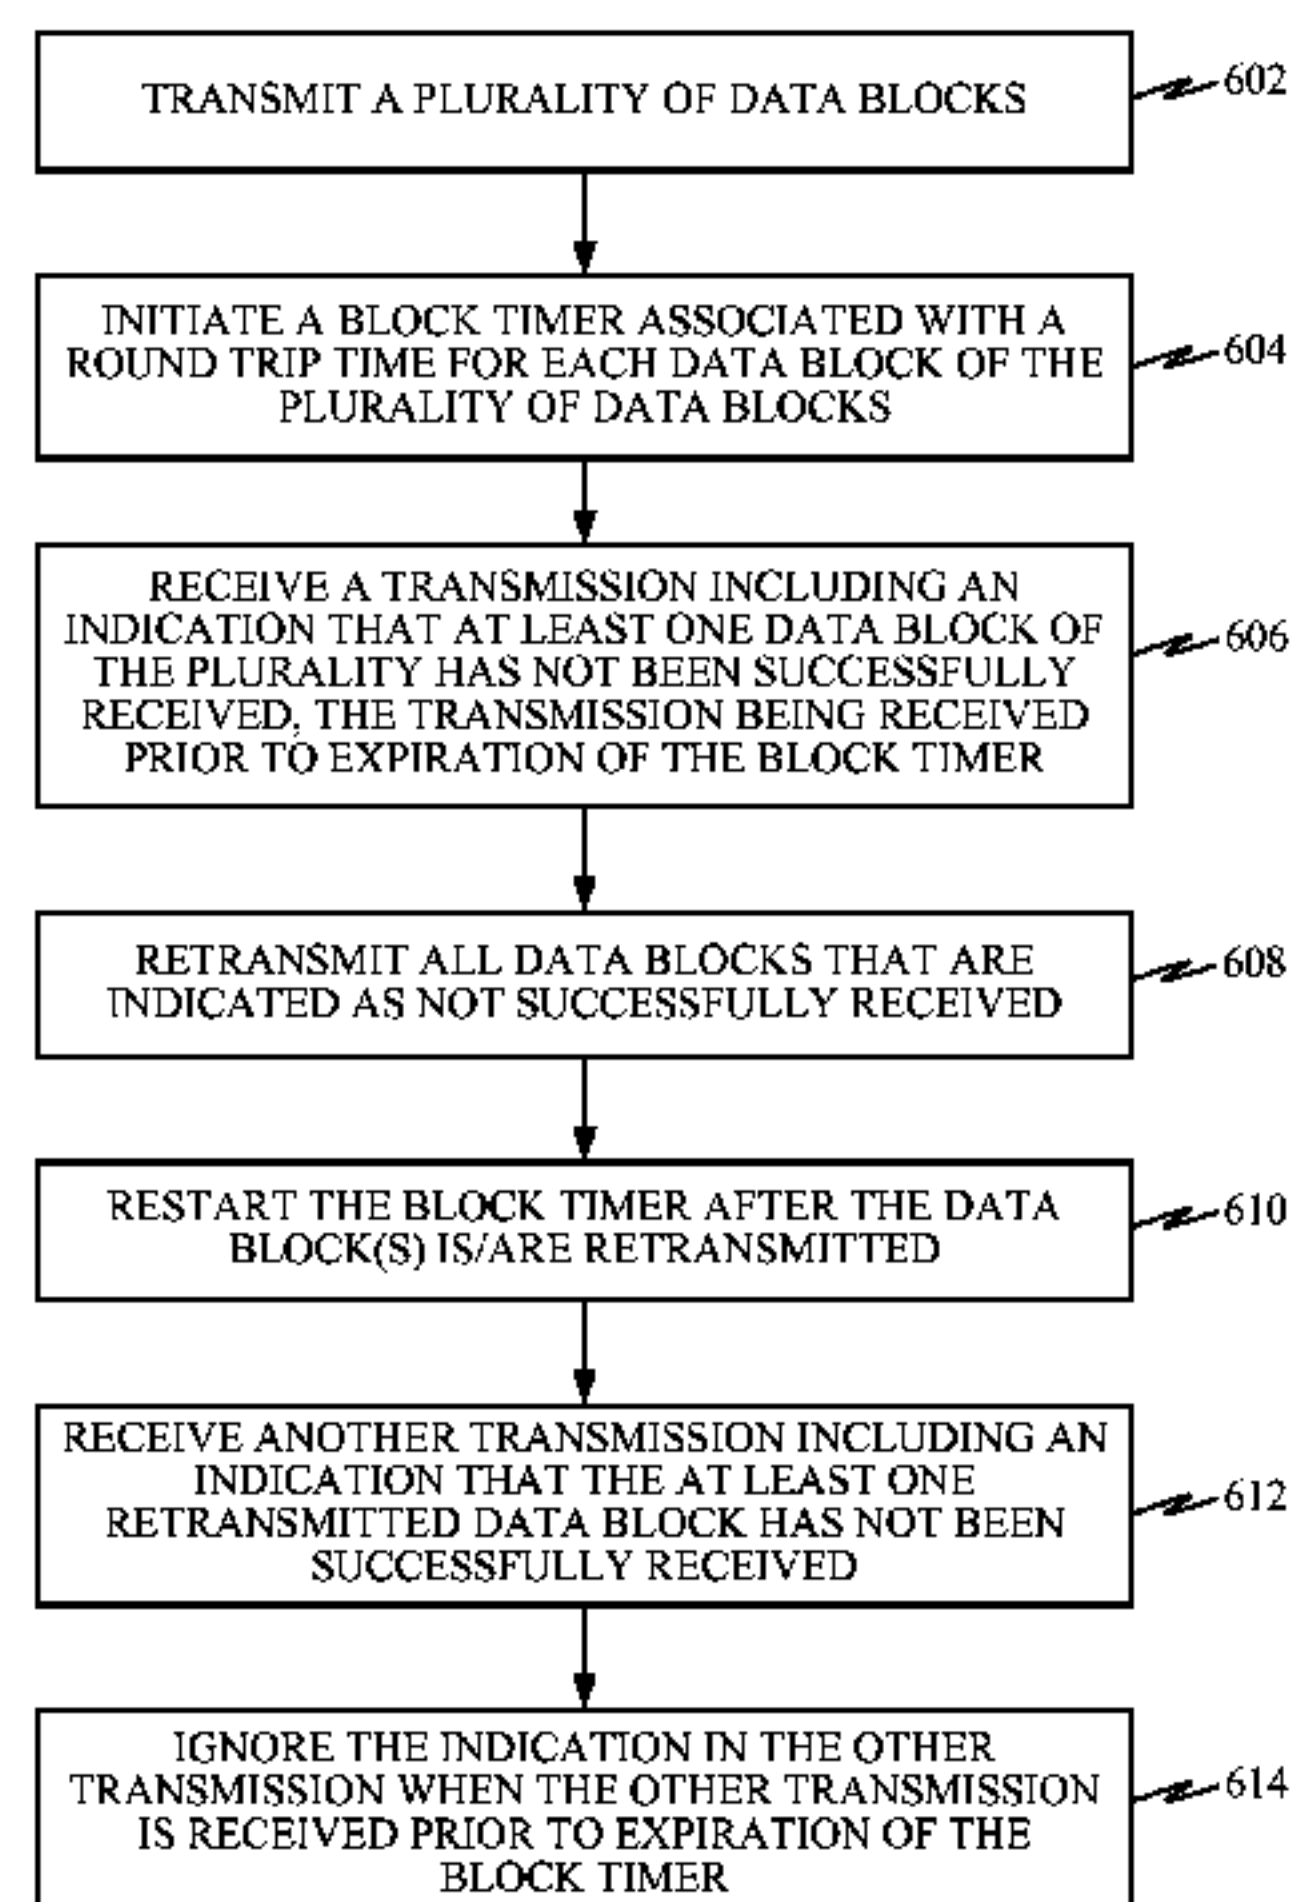 TRANSMIT A PLURALITY OF DATA BLOCKS
602
INITIATE A BLOCK TIMER ASSOCIATED WITH A
ROUND TRIP TIME FOR EACH DATA BLOCK OF THE
PLURALITY OF DATA BLOCKS
604
RECEIVE A TRANSMISSION INCLUDING AN
INDICATION THAT AT LEAST ONE DATA BLOCK OF
THE PLURALITY HAS NOT BEEN SUCCESSFULLY
RECEIVED, THE TRANSMISSION BEING RECEIVED
PRIOR TO EXPIRATION OF THE BLOCK TIMER
606
RETRANSMIT ALL DATA BLOCKS THAT ARE
INDICATED AS NOT SUCCESSFULLY RECEIVED
608
RESTART THE BLOCK TIMER AFTER THE DATA
BLOCK(S) IS/ARE RETRANSMITTED
610
RECEIVE ANOTHER TRANSMISSION INCLUDING AN
INDICATION THAT THE AT LEAST ONE
RETRANSMITTED DATA BLOCK HAS NOT BEEN
SUCCESSFULLY RECEIVED
612
IGNORE THE INDICATION IN THE OTHER
TRANSMISSION WHEN THE OTHER TRANSMISSION
IS RECEIVED PRIOR TO EXPIRATION OF THE
BLOCK TIMER
614